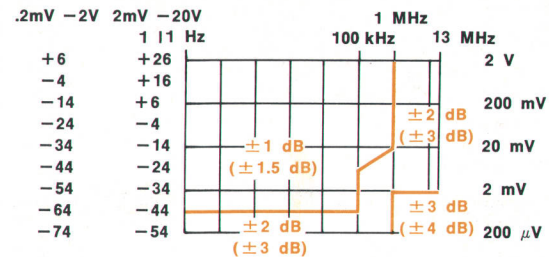 .2mV −2V 2mV −20V 1 MHz
1 |1 Hz 100 kHz 13 MHz
+6 +26 2 V
−4 +16
−14 +6 200 mV
±2 dB
−24 −4 (±3 dB)
−34 −14 ±1 dB 20 mV
−44 −24 (±1.5 dB)
−54 −34 2 mV
−64 −44 ±3 dB
−74 −54 ±2 dB (±4 dB) 200 μV
(±3 dB)